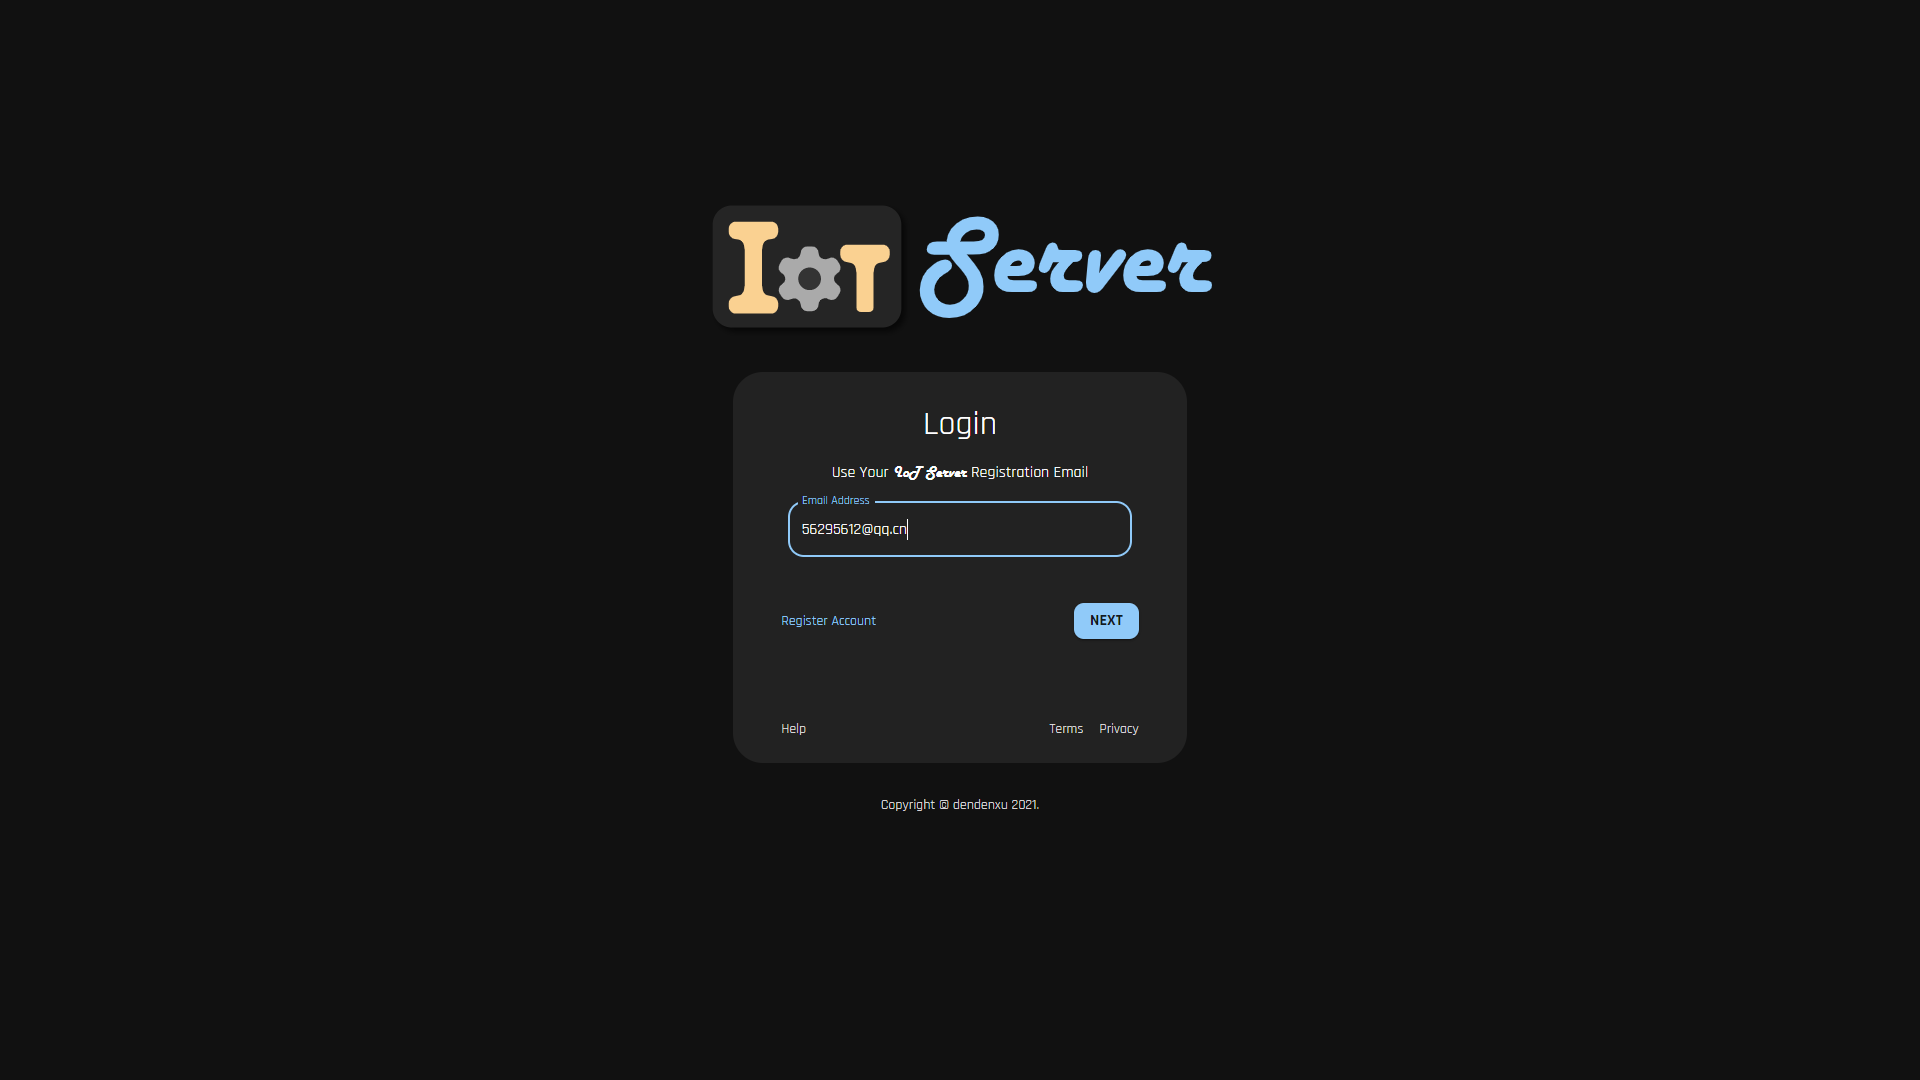 IoT Server
Login
Use Your IoT Server Registration Email
Email Address
56295612@qq.cn
Register Account
NEXT
Help
Terms
Privacy
Copyright © dendenxu 2021.